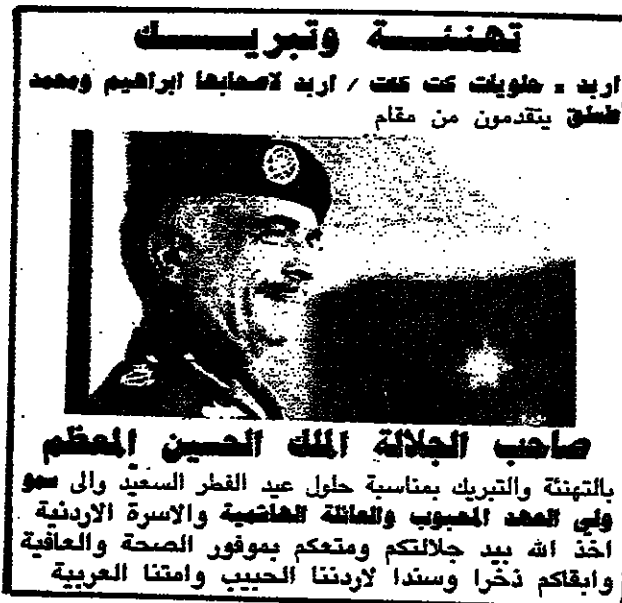 تهنئة وتبريك
اربد - حلويات كت كت / اربد لاصحابها ابراهيم ومحمد
يتقدمون من مقام
صاحب الجلالة الملك الحسين المعظم
بالتهنئة والتبريك بمناسبة حلول عيد الفطر السعيد والى سمو
ولي العهد المحبوب والعائلة الهاشمية والاسرة الاردنية
اخذ الله بيد جلالتكم ومتعكم بموفور الصحة والعافية
وابقاكم ذخرا وسندا لاردننا الحبيب وامتنا العربية